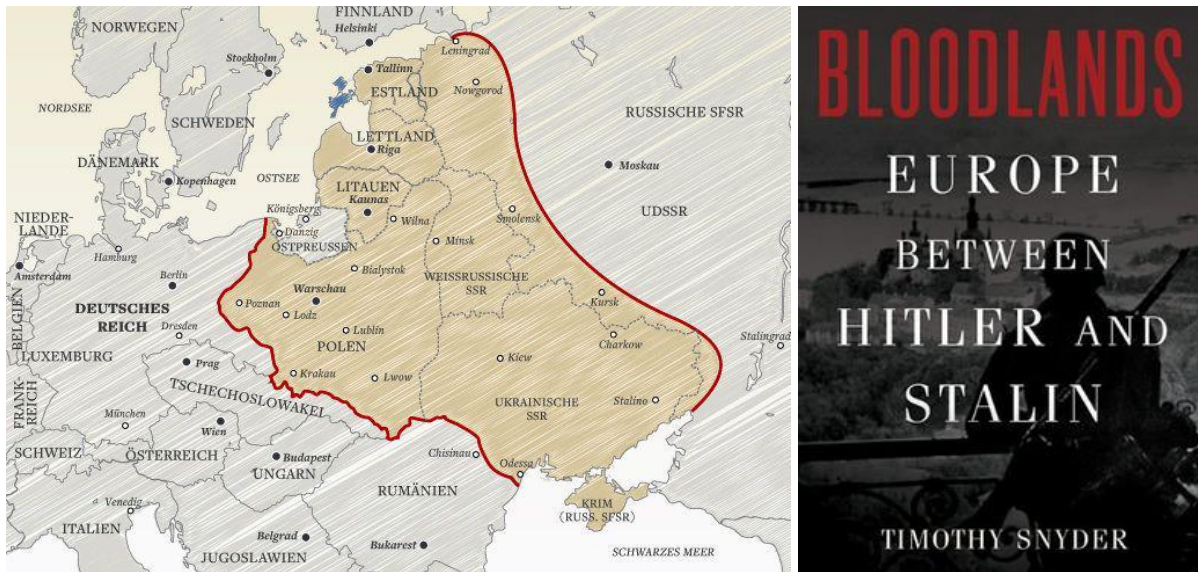 NORWEGEN
FINNLAND
Helsinki
Leningrad
Stockholm
Tallinn
ESTLAND
Nowgorod
NORDSEE
SCHWEDEN
RUSSISCHE SFSR
LETTLAND
Riga
DÄNEMARK
Moskau
Kopenhagen
OSTSEE
LITAUEN
Kaunas
Königsberg
Wilna
Smolensk
UDSSR
NIEDER-
LANDE
Danzig
OSTPREUSSEN
Minsk
Hamburg
Amsterdam
Berlin
Bialystok
WEISSRUSSISCHE
SSR
Warschau
Poznan
Lodz
Kursk
DEUTSCHES
REICH
BELGIEN
Dresden
Lublin
Charkow
Stalingrad
POLEN
LUXEMBURG
Prag
Kiew
Krakau
Lwow
TSCHECHOSLOWAKEI
FRANK-
REICH
UKRAINISCHE
SSR
Stalino
München
Wien
SCHWEIZ
ÖSTERREICH
Budapest
UNGARN
Chisinau
Odessa
RUMÄNIEN
Venedig
KRIM
(RUSS. SFSR)
ITALIEN
Belgrad
JUGOSLAWIEN
Bukarest
SCHWARZES MEER
BLOODLANDS
EUROPE
BETWEEN
HITLER AND
STALIN
TIMOTHY SNYDER